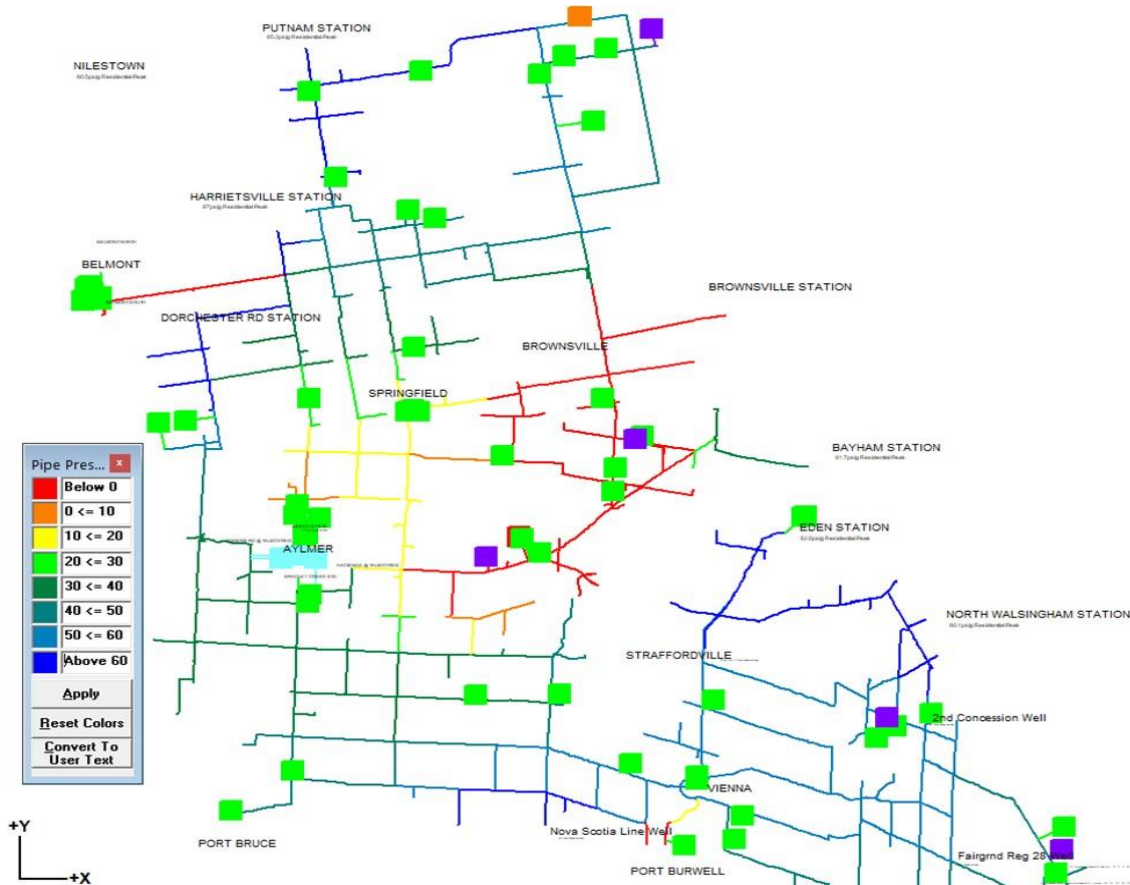 PUTNAM STATION
NILESTOWN
HARRIETSVILLE STATION
BELMONT
BROWNSVILLE STATION
DORCHESTER RD STATION
BROWNSVILLE
SPRINGFIELD
BAYHAM STATION
Pipe Pres... x
Below 0
0 <= 10
10 <= 20
20 <= 30
30 <= 40
40 <= 50
50 <= 60
Above 60
Apply
Reset Colors
Convert To
User Text
EDEN STATION
AYLMER
NORTH WALSINGHAM STATION
STRAFFORDVILLE
2nd Concession Well
VIENNA
Nova Scotia Line Well
PORT BRUCE
Fairgrnd Reg 28 Well
PORT BURWELL
+Y
+X